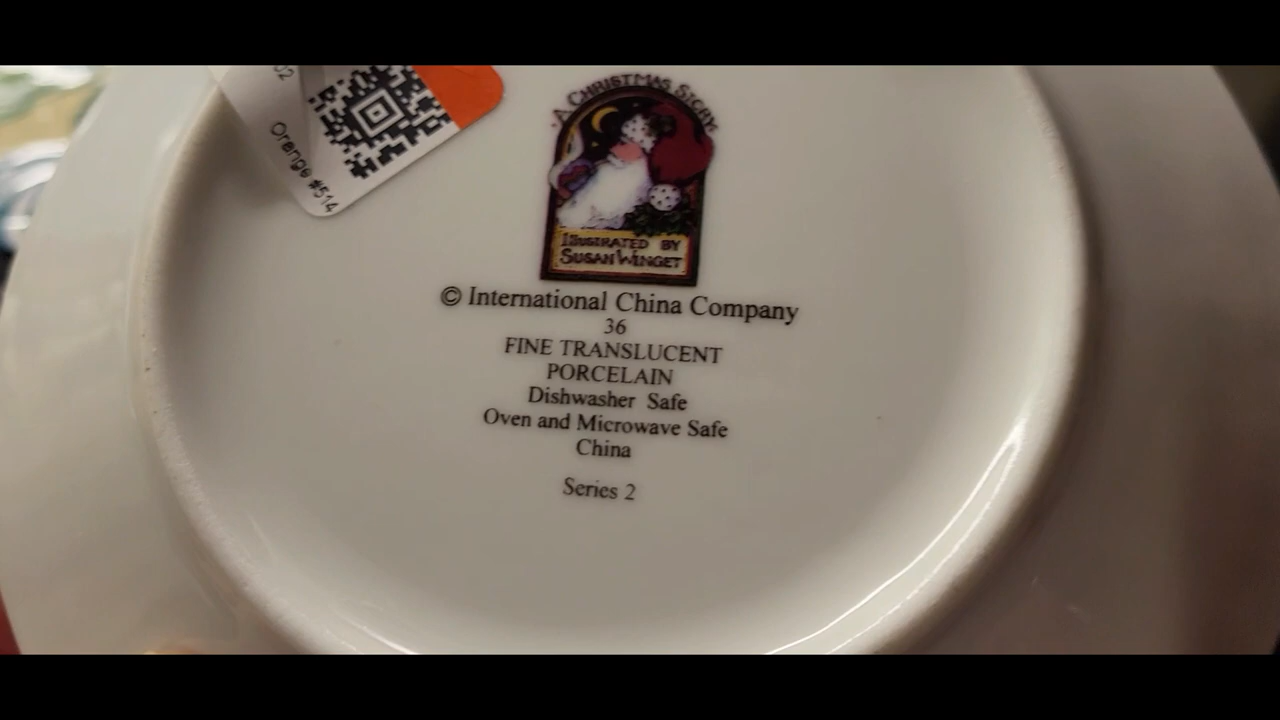 02
Orange #514
A CHRISTMAS STORY
ILLUSTRATED BY
SUSAN WINGET
© International China Company
36
FINE TRANSLUCENT
PORCELAIN
Dishwasher Safe
Oven and Microwave Safe
China
Series 2